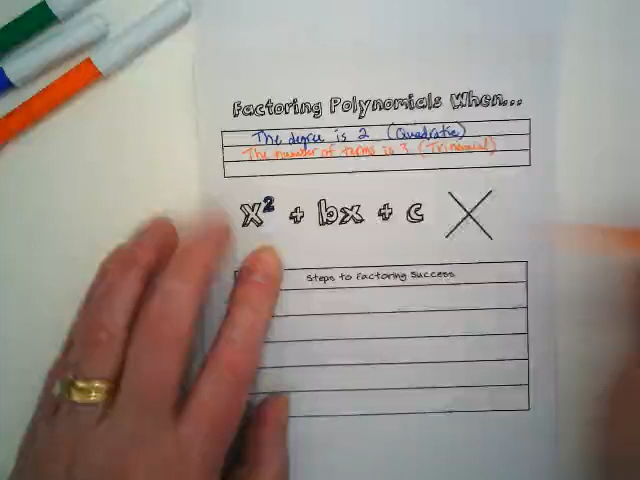 Factoring Polynomials When...
The degree is 2 (Quadratic)
The number of terms is 3 (Trinomial)
x² + bx + c
Steps to Factoring Success